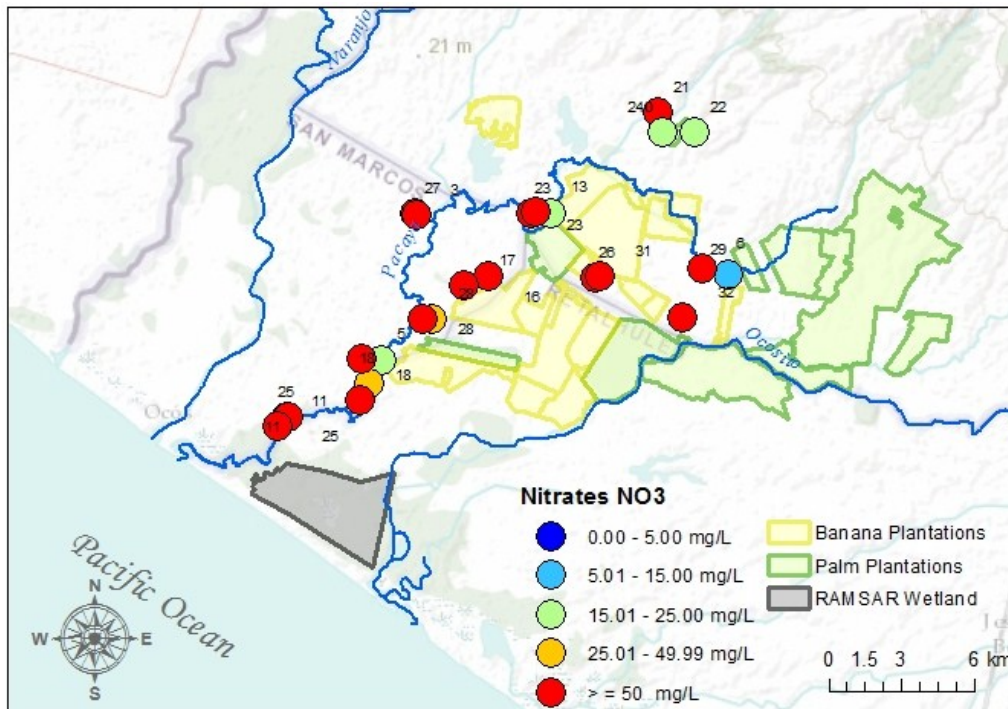 Naranjo
21 m
21
240
22
SAN MARCOS
27
3
23
13
23
Pacaya
31
29
6
26
17
28
16
32
5
28
Ocosito
18
18
25
11
11
25
Ocós
Pacific Ocean
N
W
E
S
Nitrates NO3
0.00 - 5.00 mg/L
5.01 - 15.00 mg/L
15.01 - 25.00 mg/L
25.01 - 49.99 mg/L
> = 50 mg/L
Banana Plantations
Palm Plantations
RAMSAR Wetland
0 1.5 3 6 km